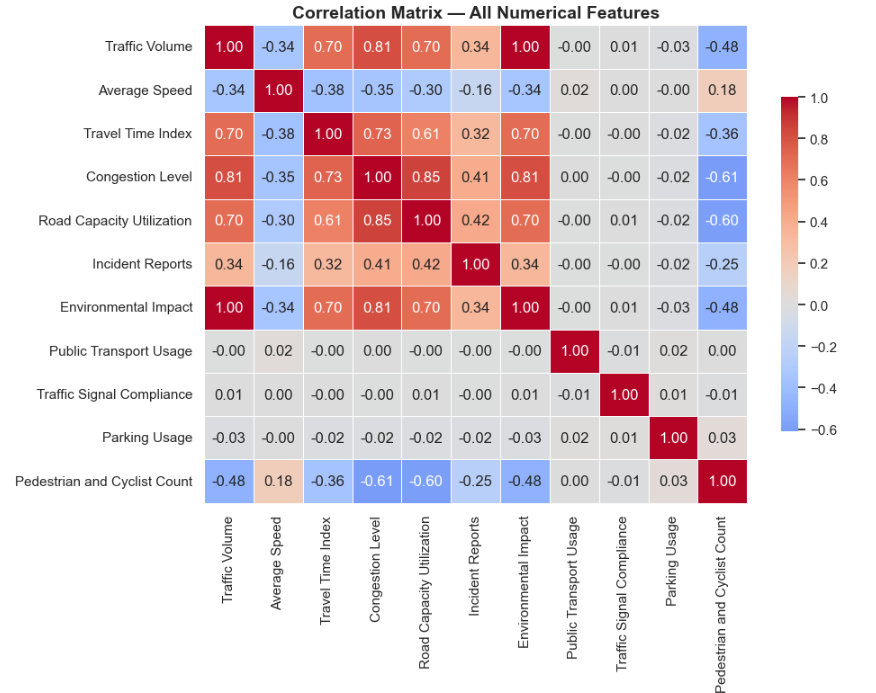 Correlation Matrix — All Numerical Features
Traffic Volume 1.00 -0.34 0.70 0.81 0.70 0.34 1.00 -0.00 0.01 -0.03 -0.48
Average Speed -0.34 1.00 -0.38 -0.35 -0.30 -0.16 -0.34 0.02 0.00 -0.00 0.18
Travel Time Index 0.70 -0.38 1.00 0.73 0.61 0.32 0.70 -0.00 -0.00 -0.02 -0.36
Congestion Level 0.81 -0.35 0.73 1.00 0.85 0.41 0.81 0.00 -0.00 -0.02 -0.61
Road Capacity Utilization 0.70 -0.30 0.61 0.85 1.00 0.42 0.70 -0.00 0.01 -0.02 -0.60
Incident Reports 0.34 -0.16 0.32 0.41 0.42 1.00 0.34 -0.00 -0.00 -0.02 -0.25
Environmental Impact 1.00 -0.34 0.70 0.81 0.70 0.34 1.00 -0.00 0.01 -0.03 -0.48
Public Transport Usage -0.00 0.02 -0.00 0.00 -0.00 -0.00 -0.00 1.00 -0.01 0.02 0.00
Traffic Signal Compliance 0.01 0.00 -0.00 -0.00 0.01 -0.00 0.01 -0.01 1.00 0.01 -0.01
Parking Usage -0.03 -0.00 -0.02 -0.02 -0.02 -0.02 -0.03 0.02 0.01 1.00 0.03
Pedestrian and Cyclist Count -0.48 0.18 -0.36 -0.61 -0.60 -0.25 -0.48 0.00 -0.01 0.03 1.00
Traffic Volume
Average Speed
Travel Time Index
Congestion Level
Road Capacity Utilization
Incident Reports
Environmental Impact
Public Transport Usage
Traffic Signal Compliance
Parking Usage
Pedestrian and Cyclist Count
1.0
0.8
0.6
0.4
0.2
0.0
−0.2
−0.4
−0.6